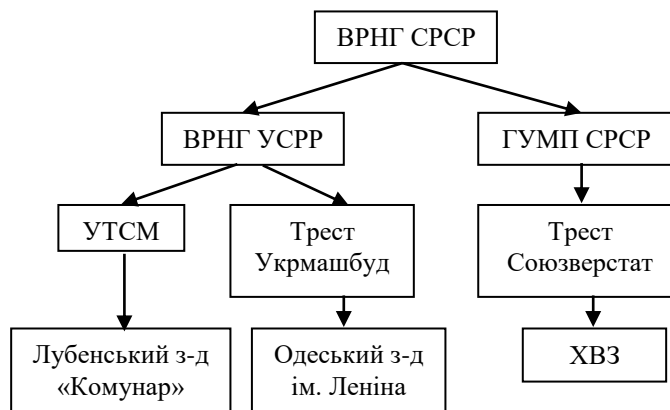 ВРНГ СРСР
ВРНГ УСРР
ГУМП СРСР
УТСМ
Трест
Укрмашбуд
Трест
Союзверстат
Лубенський з-д
«Комунар»
Одеський з-д
ім. Леніна
ХВЗ